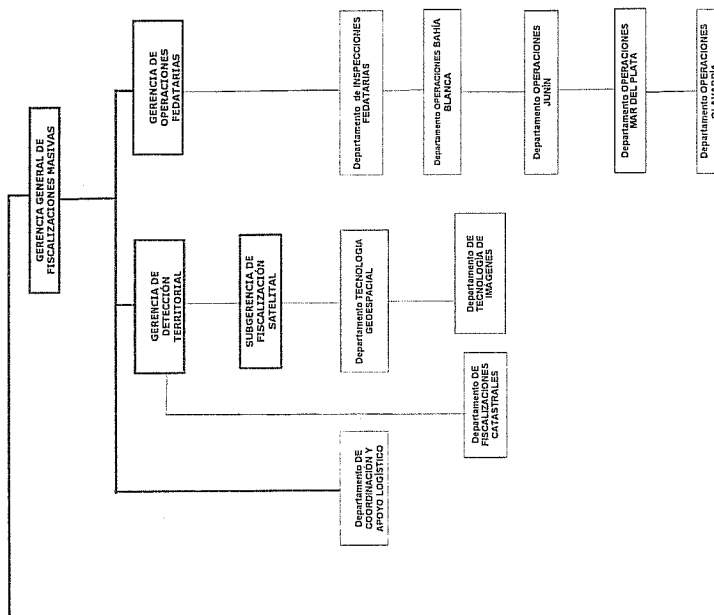 GERENCIA GENERAL DE
FISCALIZACIONES MASIVAS
GERENCIA DE
OPERACIONES
FEDATARIAS
Departamento de INSPECCIONES
FEDATARIAS
Departamento OPERACIONES BAHÍA
BLANCA
Departamento OPERACIONES
JUNÍN
Departamento OPERACIONES
MAR DEL PLATA
Departamento OPERACIONES
GERENCIA DE
DETECCIÓN
TERRITORIAL
SUBGERENCIA DE
FISCALIZACIÓN
SATELITAL
Departamento TECNOLOGIA
GEOESPACIAL
Departamento DE
TECNOLOGÍA DE
IMÁGENES
Departamento DE
FISCALIZACIONES
CATASTRALES
Departamento DE
COORDINACIÓN Y
APOYO LOGÍSTICO